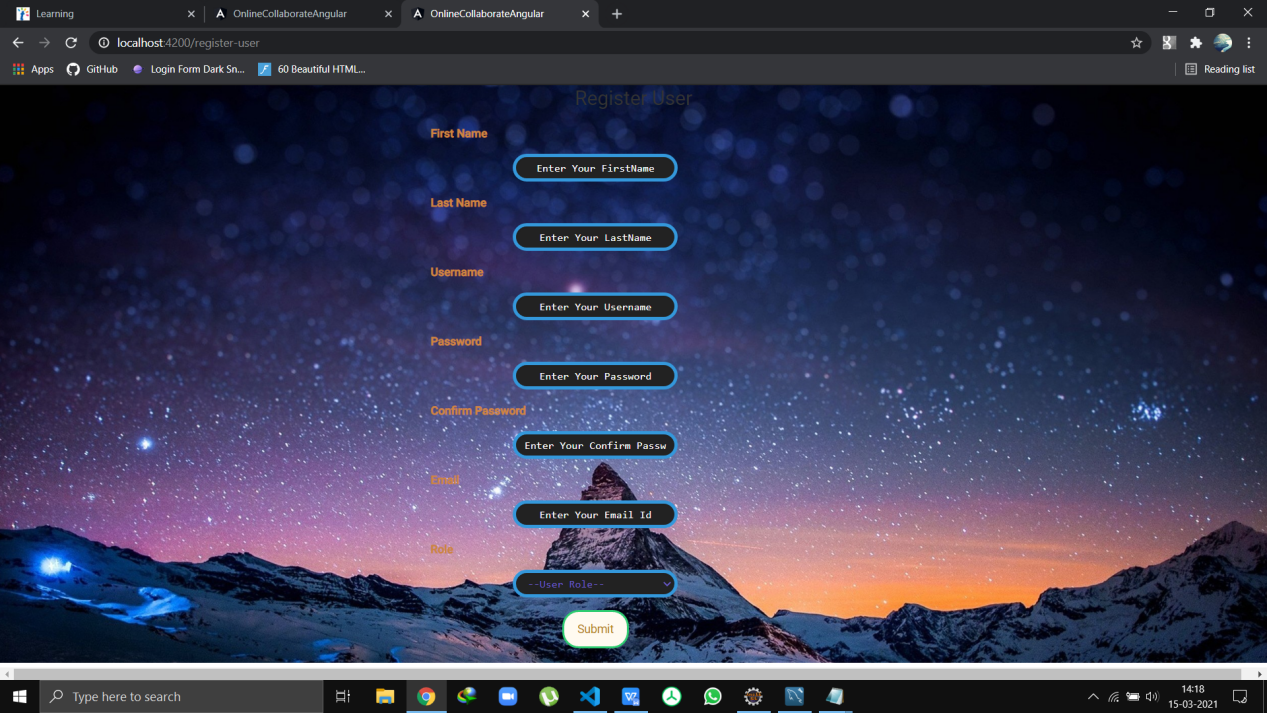 Learning
OnlineCollaborateAngular
OnlineCollaborateAngular
localhost:4200/register-user
Apps
GitHub
Login Form Dark Sn...
60 Beautiful HTML...
Reading list
Register User
First Name
Enter Your FirstName
Last Name
Enter Your LastName
Username
Enter Your Username
Password
Enter Your Password
Confirm Password
Enter Your Confirm Passw
Email
Enter Your Email Id
Role
--User Role--
Submit
Type here to search
14:18
15-03-2021